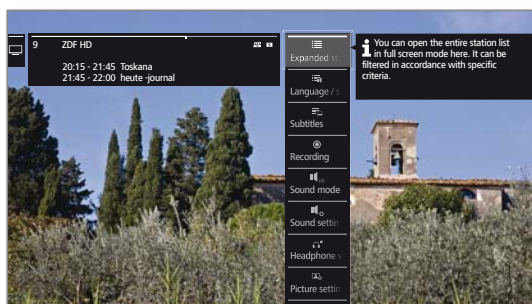 9 ZDF HD
20:15 - 21:45 Toskana
21:45 - 22:00 heute -journal
Expanded st
Language / s
Subtitles
Recording
Sound mode
Sound settin
Headphone v
Picture settin
You can open the entire station list
in full screen mode here. It can be
filtered in accordance with specific
criteria.